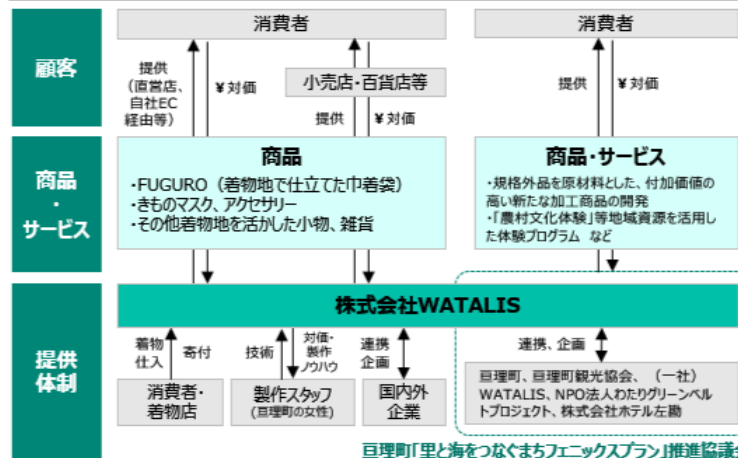 顧客
消費者
消費者
提供
(直営店、
自社EC
経由等)
¥対価
小売店・百貨店等
提供
¥対価
提供
¥対価
商品
・
サービス
商品
・FUGURO（着物地で仕立てた巾着袋）
・きものマスク、アクセサリー
・その他着物地を活かした小物、雑貨
商品・サービス
・規格外品を原材料とした、付加価値の
高い新たな加工商品の開発
・「農村文化体験」等地域資源を活用し
た体験プログラム など
提供
体制
株式会社WATALIS
着物
仕入
寄付
技術
対価・
製作
ノウハウ
連携
企画
連携、企画
消費者・
着物店
製作スタッフ
(亘理町の女性)
国内外
企業
亘理町、亘理町観光協会、（一社）
WATALIS、NPO法人わたりグリーンベル
トプロジェクト、株式会社ホテル左勘
亘理町「里と海をつなぐまちフェニックスプラン」推進協議会